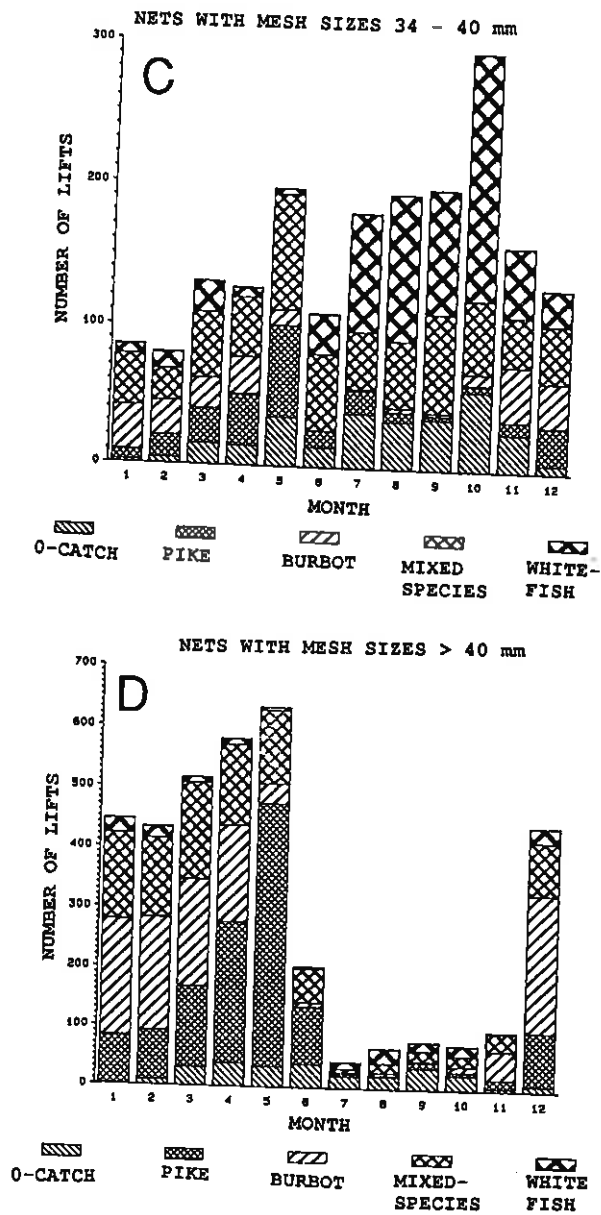 NETS WITH MESH SIZES 34 - 40 mm
300
C
200
100
0
NUMBER OF LIFTS
1 2 3 4 5 6 7 8 9 10 11 12
MONTH
0-CATCH PIKE BURBOT MIXED SPECIES WHITE-FISH
NETS WITH MESH SIZES > 40 mm
700
D
600
500
400
300
200
100
0
NUMBER OF LIFTS
1 2 3 4 5 6 7 8 9 10 11 12
MONTH
0-CATCH PIKE BURBOT MIXED-SPECIES WHITE FISH